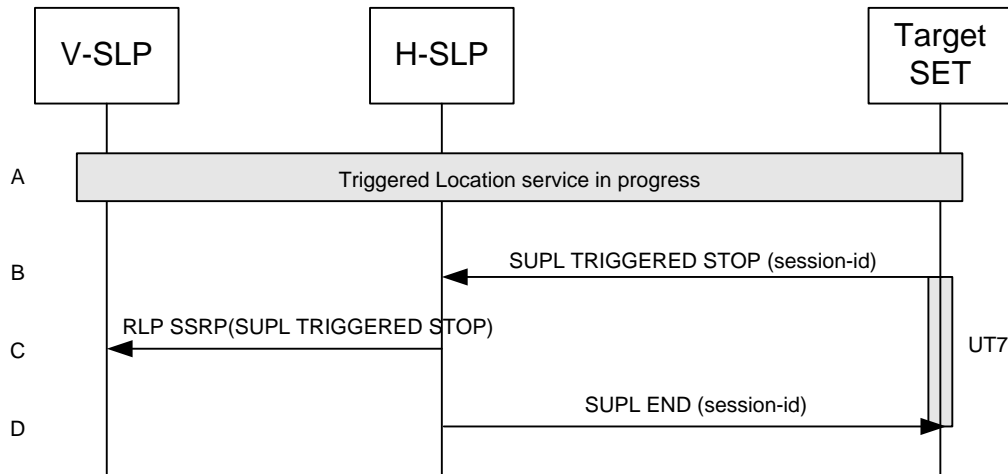 V-SLP
H-SLP
Target
SET
A
Triggered Location service in progress
B
SUPL TRIGGERED STOP (session-id)
RLP SSRP(SUPL TRIGGERED STOP)
C
UT7
SUPL END (session-id)
D